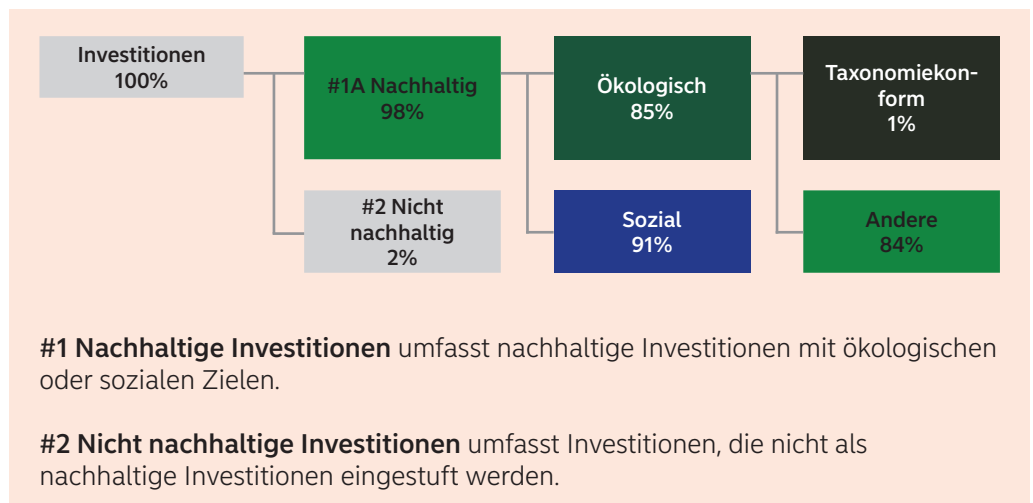 Investitionen
100%
#1A Nachhaltig
98%
Ökologisch
85%
Taxonomiekon-
form
1%
#2 Nicht
nachhaltig
2%
Sozial
91%
Andere
84%
#1 Nachhaltige Investitionen umfasst nachhaltige Investitionen mit ökologischen
oder sozialen Zielen.
#2 Nicht nachhaltige Investitionen umfasst Investitionen, die nicht als
nachhaltige Investitionen eingestuft werden.